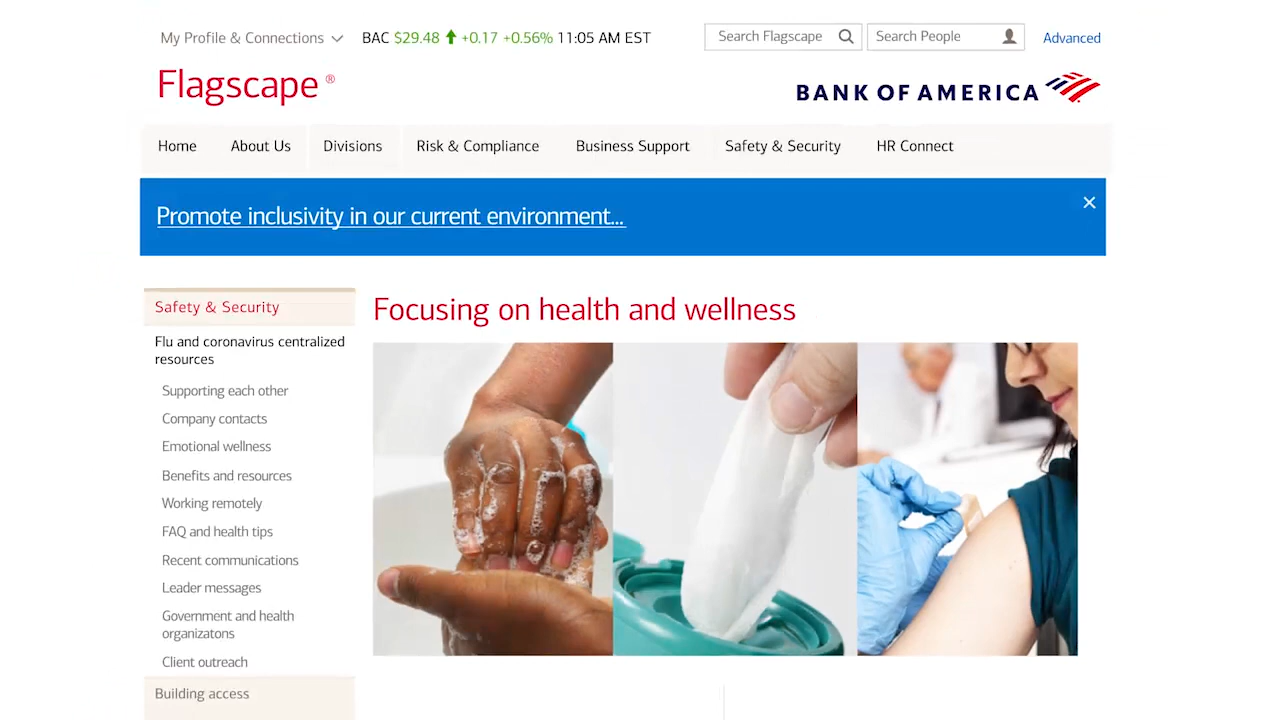 My Profile & Connections BAC $29.48 +0.17 +0.56% 11:05 AM EST Search Flagscape Search People Advanced
Flagscape ®
BANK OF AMERICA
Home About Us Divisions Risk & Compliance Business Support Safety & Security HR Connect
Promote inclusivity in our current environment...
Safety & Security
Flu and coronavirus centralized
resources
Supporting each other
Company contacts
Emotional wellness
Benefits and resources
Working remotely
FAQ and health tips
Recent communications
Leader messages
Government and health
organizatons
Client outreach
Building access
Focusing on health and wellness